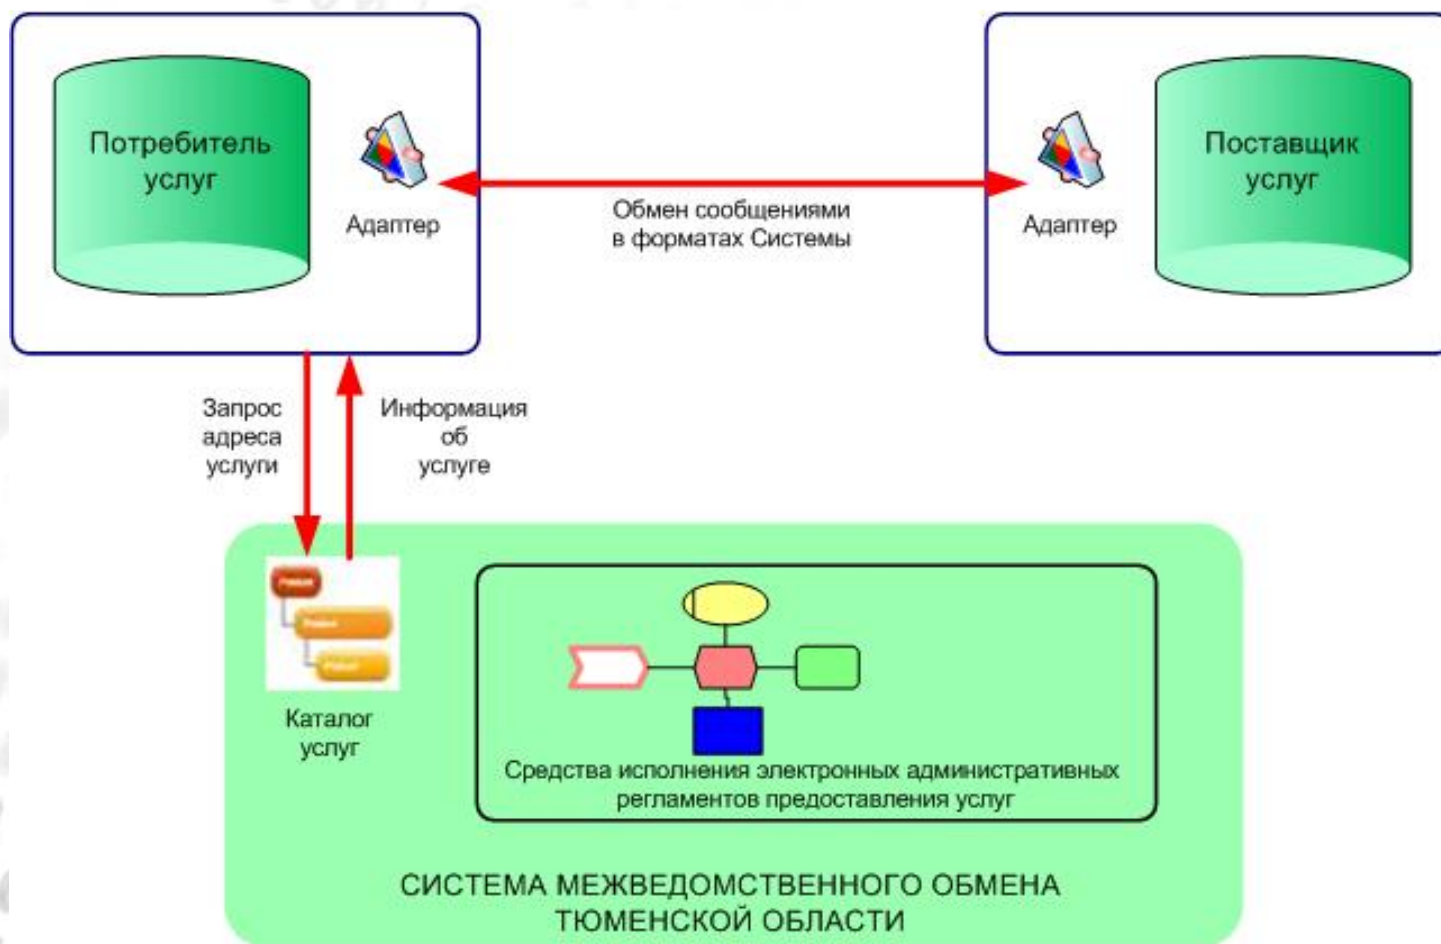 Потребитель
услуг
Адаптер
Обмен сообщениями
в форматах Системы
Адаптер
Поставщик
услуг
Запрос
адреса
услуги
Информация
об
услуге
Каталог
услуг
Средства исполнения электронных административных
регламентов предоставления услуг
СИСТЕМА МЕЖВЕДОМСТВЕННОГО ОБМЕНА
ТЮМЕНСКОЙ ОБЛАСТИ